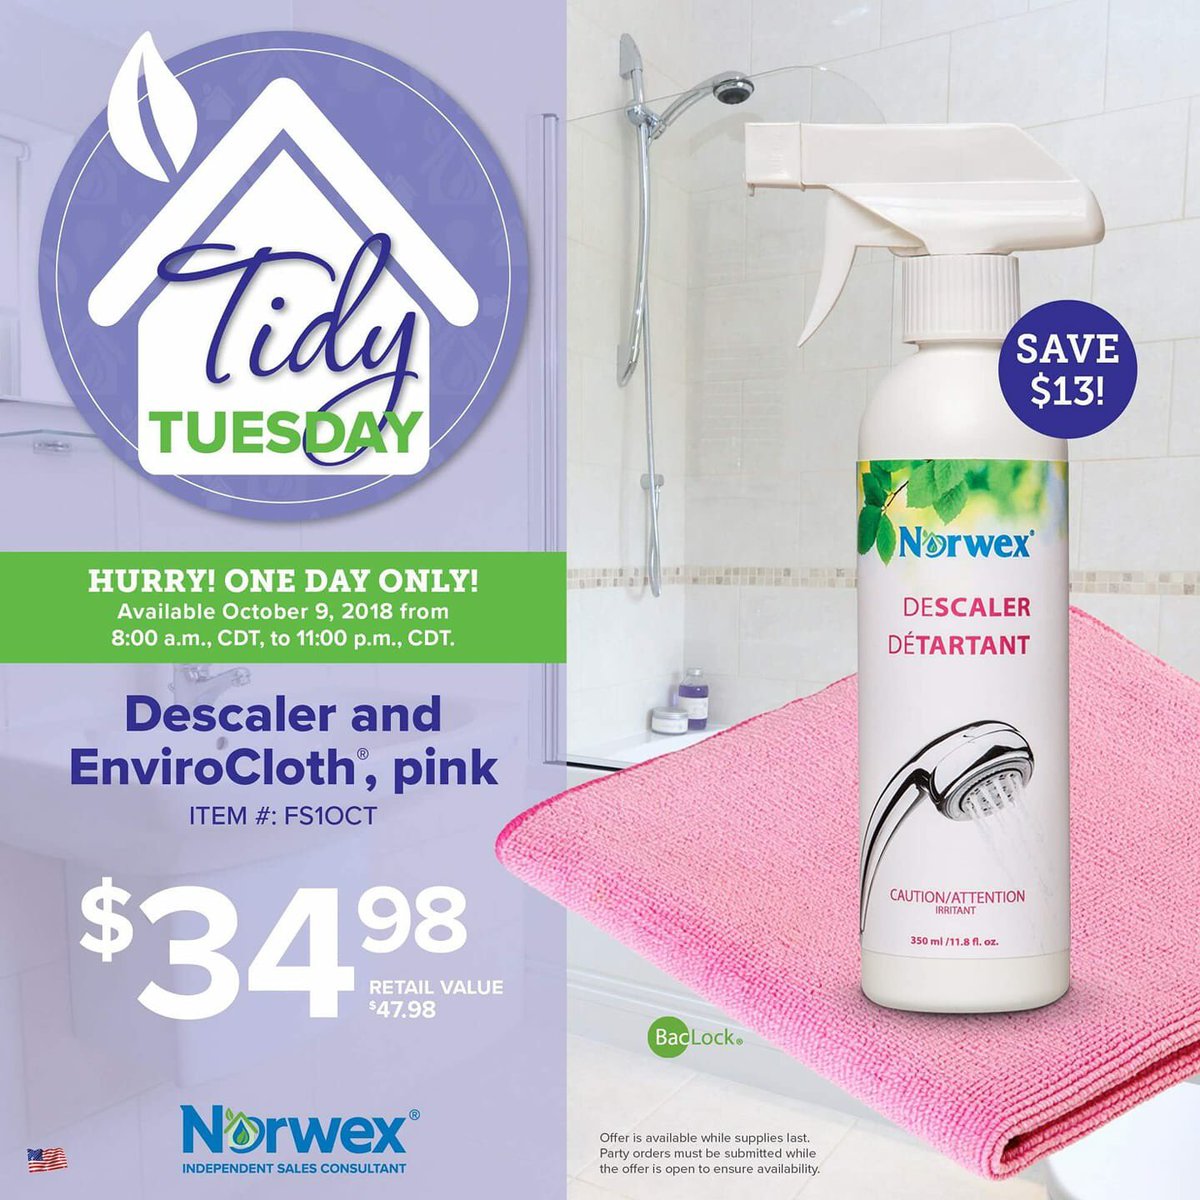 Tidy
TUESDAY
HURRY! ONE DAY ONLY!
Available October 9, 2018 from
8:00 a.m., CDT, to 11:00 p.m., CDT.
Descaler and
EnviroCloth®, pink
ITEM #: FS1OCT
$34 98
RETAIL VALUE
$47.98
Norwex®
INDEPENDENT SALES CONSULTANT
SAVE
$13!
Norwex®
DESCALER
DÉTARTANT
CAUTION/ATTENTION
IRRITANT
350 ml /11.8 fl. oz.
BacLock®
Offer is available while supplies last.
Party orders must be submitted while
the offer is open to ensure availability.